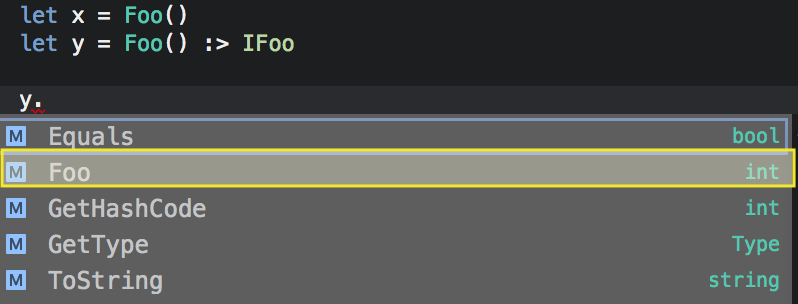 let x = Foo()
let y = Foo() :> IFoo
y.
M Equals bool
M Foo int
M GetHashCode int
M GetType Type
M ToString string